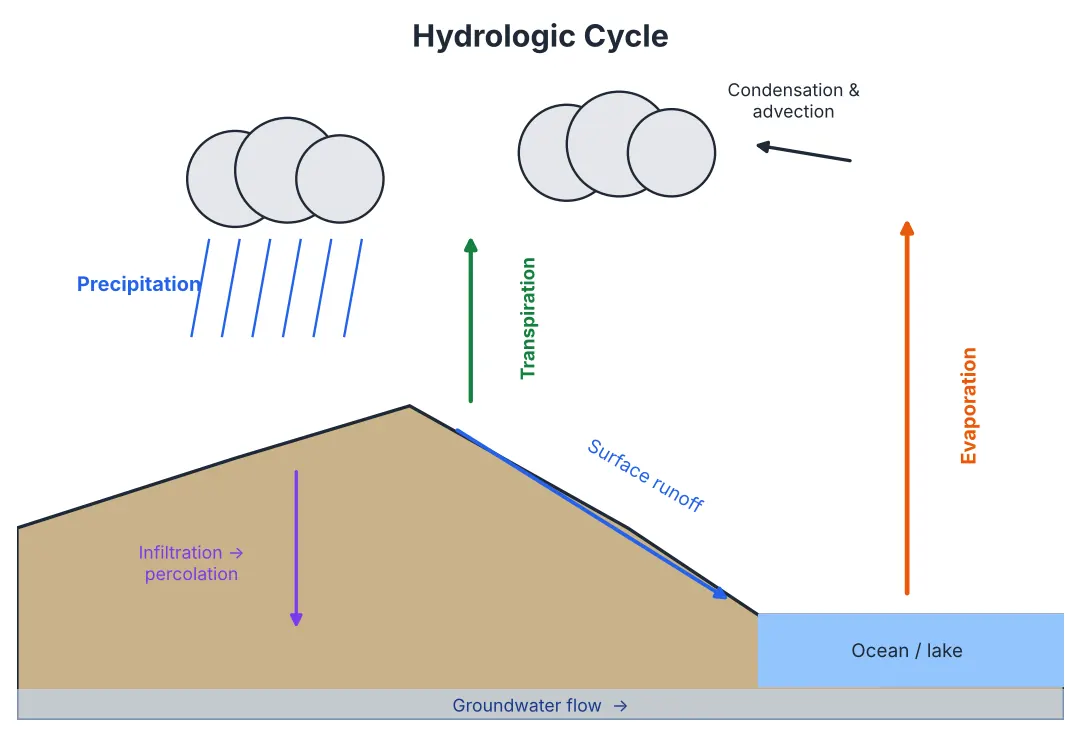 Hydrologic Cycle
Condensation &
advection
Precipitation
Transpiration
Evaporation
Surface runoff
Infiltration →
percolation
Ocean / lake
Groundwater flow →